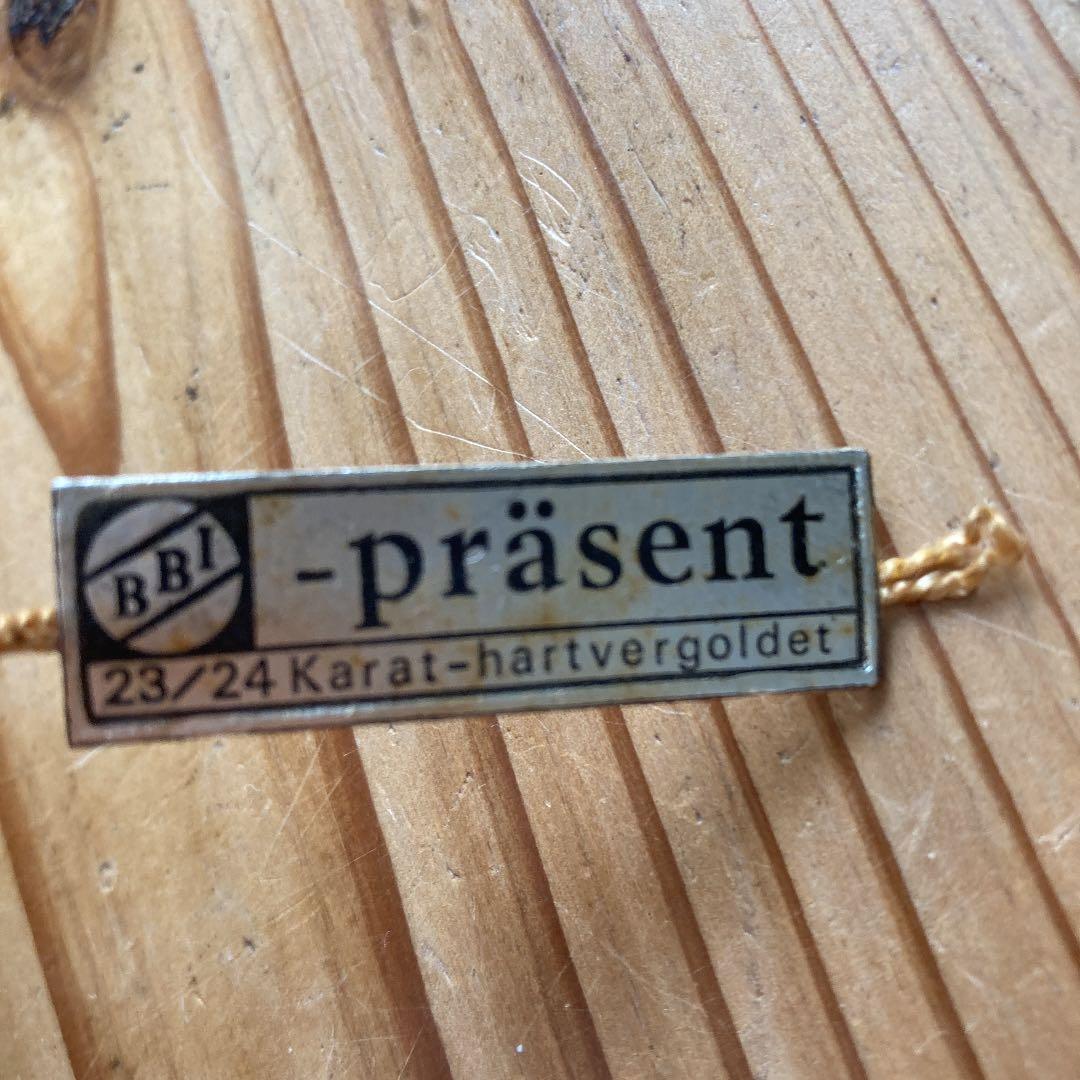 BBI -präsent
23/24 Karat-hartvergoldet